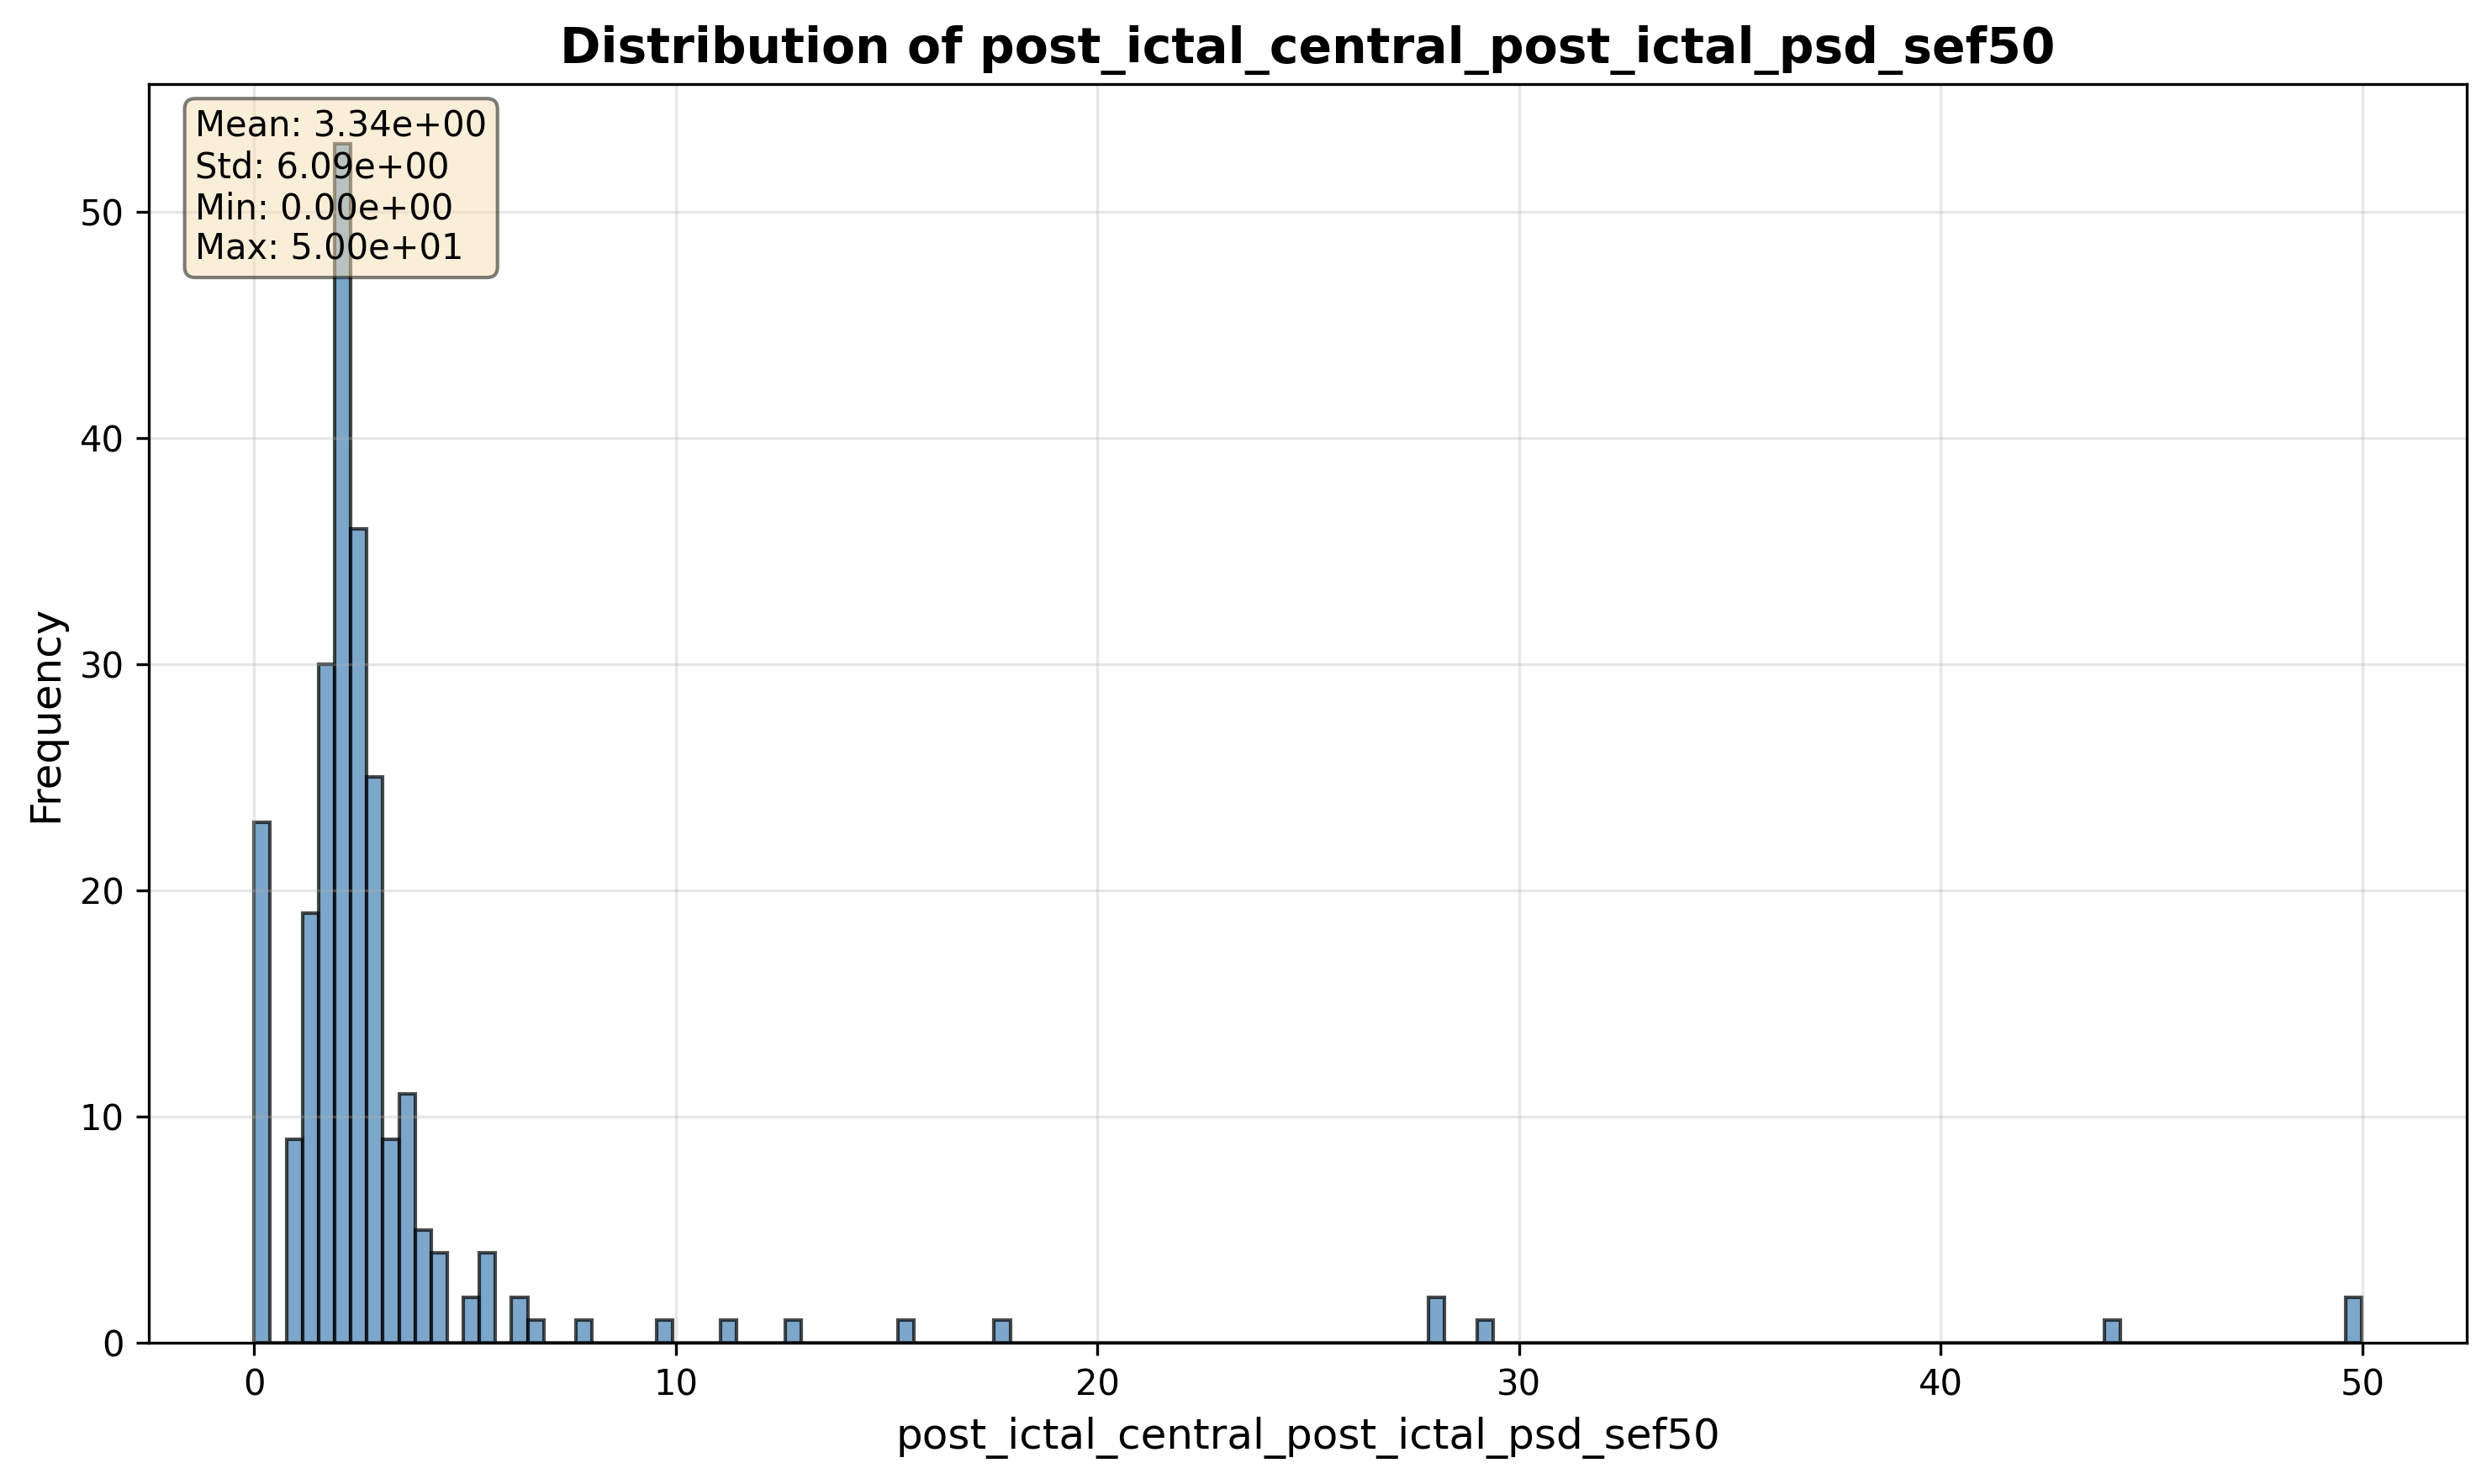 Distribution of post_ictal_central_post_ictal_psd_sef50
Mean: 3.34e+00
Std: 6.09e+00
Min: 0.00e+00
Max: 5.00e+01
50
40
30
20
10
0
Frequency
0 10 20 30 40 50
post_ictal_central_post_ictal_psd_sef50